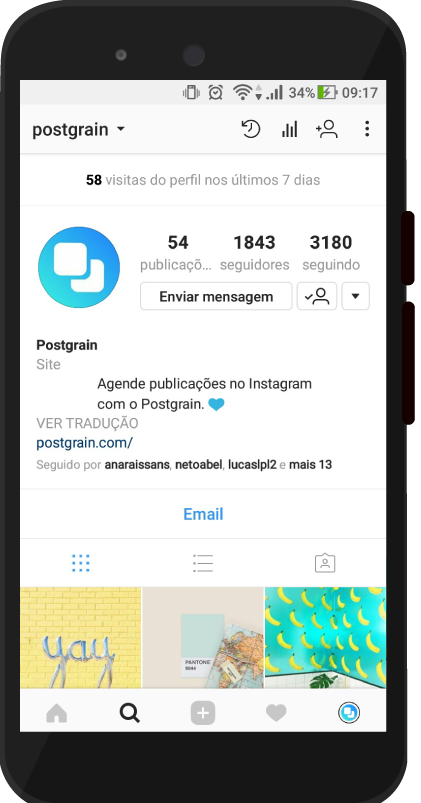 34% 09:17
postgrain
58 visitas do perfil nos últimos 7 dias
54 1843 3180
publicaçõ... seguidores seguindo
Enviar mensagem
Postgrain
Site
Agende publicações no Instagram
com o Postgrain.
VER TRADUÇÃO
postgrain.com/
Seguido por anaraissans, netoabel, lucaslpl2 e mais 13
Email
yay
PANTONE